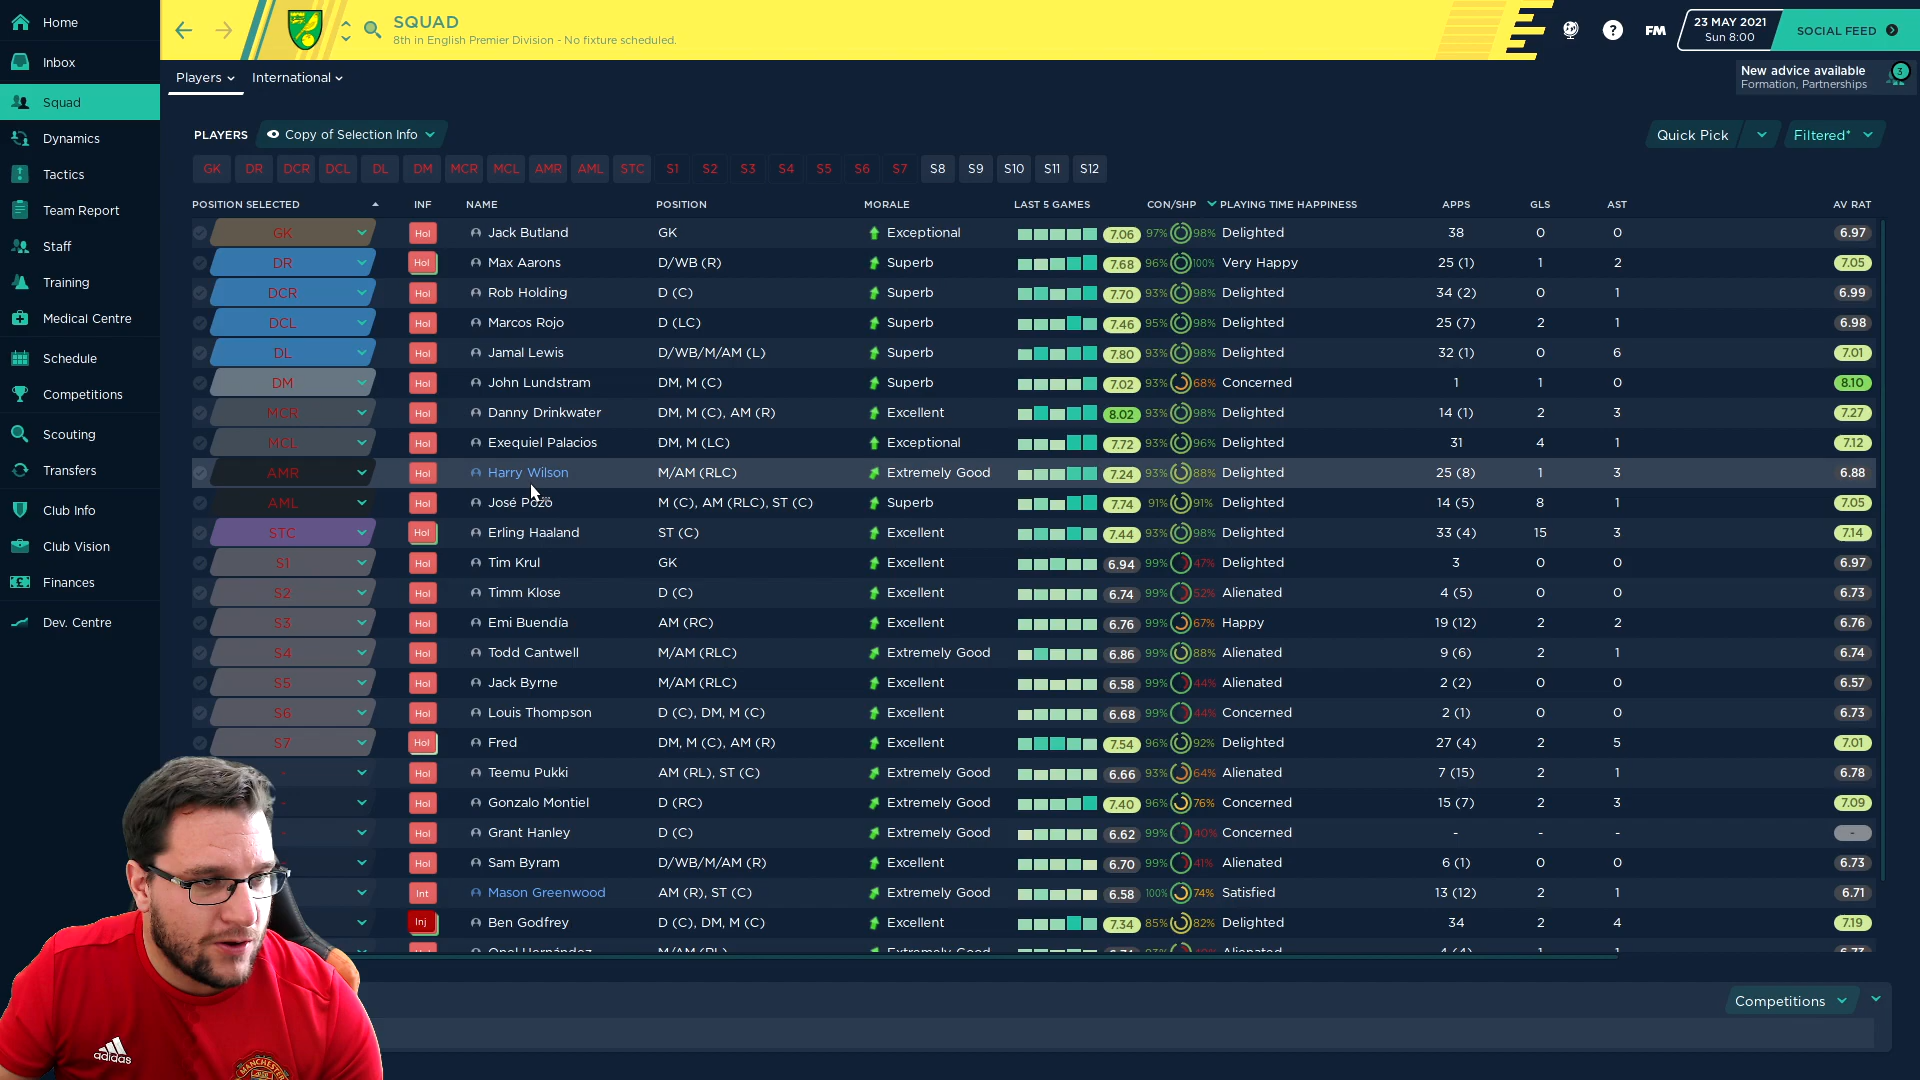 Home
Inbox
Squad
Dynamics
Tactics
Team Report
Staff
Training
Medical Centre
Schedule
Competitions
Scouting
Transfers
Club Info
Club Vision
Finances
Dev. Centre
SQUAD
8th in English Premier Division - No fixture scheduled.
FM
23 MAY 2021
Sun 8:00
SOCIAL FEED
Players International
New advice available 3
Formation, Partnerships
PLAYERS Copy of Selection Info Quick Pick Filtered*
GK DR DCR DCL DL DM MCR MCL AMR AML STC S1 S2 S3 S4 S5 S6 S7 S8 S9 S10 S11 S12
POSITION SELECTED INF NAME POSITION MORALE LAST 5 GAMES CON/SHP PLAYING TIME HAPPINESS APPS GLS AST AV RAT
GK Hol Jack Butland GK Exceptional 7.06 97% 98% Delighted 38 0 0 6.97
DR Hol Max Aarons D/WB (R) Superb 7.68 96% 100% Very Happy 25 (1) 1 2 7.05
DCR Hol Rob Holding D (C) Superb 7.70 93% 98% Delighted 34 (2) 0 1 6.99
DCL Hol Marcos Rojo D (LC) Superb 7.46 95% 98% Delighted 25 (7) 2 1 6.98
DL Hol Jamal Lewis D/WB/M/AM (L) Superb 7.80 93% 98% Delighted 32 (1) 0 6 7.01
DM Hol John Lundstram DM, M (C) Superb 7.02 93% 68% Concerned 1 1 0 8.10
MCR Hol Danny Drinkwater DM, M (C), AM (R) Excellent 8.02 93% 98% Delighted 14 (1) 2 3 7.27
MCL Hol Exequiel Palacios DM, M (LC) Exceptional 7.72 93% 96% Delighted 31 4 1 7.12
AMR Hol Harry Wilson M/AM (RLC) Extremely Good 7.24 93% 88% Delighted 25 (8) 1 3 6.88
AML Hol José Pozo M (C), AM (RLC), ST (C) Superb 7.74 91% 91% Delighted 14 (5) 8 1 7.05
STC Hol Erling Haaland ST (C) Excellent 7.44 93% 98% Delighted 33 (4) 15 3 7.14
S1 Hol Tim Krul GK Excellent 6.94 99% 47% Delighted 3 0 0 6.97
S2 Hol Timm Klose D (C) Excellent 6.74 99% 52% Alienated 4 (5) 0 0 6.73
S3 Hol Emi Buendía AM (RC) Excellent 6.76 99% 67% Happy 19 (12) 2 2 6.76
S4 Hol Todd Cantwell M/AM (RLC) Extremely Good 6.86 99% 88% Alienated 9 (6) 2 1 6.74
S5 Hol Jack Byrne M/AM (RLC) Excellent 6.58 99% 44% Alienated 2 (2) 0 0 6.57
S6 Hol Louis Thompson D (C), DM, M (C) Excellent 6.68 99% 44% Concerned 2 (1) 0 0 6.73
S7 Hol Fred DM, M (C), AM (R) Excellent 7.54 96% 92% Delighted 27 (4) 2 5 7.01
- Hol Teemu Pukki AM (RL), ST (C) Extremely Good 6.66 93% 64% Alienated 7 (15) 2 1 6.78
- Hol Gonzalo Montiel D (RC) Extremely Good 7.40 96% 76% Concerned 15 (7) 2 3 7.09
- Hol Grant Hanley D (C) Extremely Good 6.62 99% 40% Concerned - - - -
Hol Sam Byram D/WB/M/AM (R) Excellent 6.70 99% 41% Alienated 6 (1) 0 0 6.73
Int Mason Greenwood AM (R), ST (C) Extremely Good 6.58 100% 74% Satisfied 13 (12) 2 1 6.71
Inj Ben Godfrey D (C), DM, M (C) Excellent 7.34 85% 82% Delighted 34 2 4 7.19
Competitions
adidas
MANCHESTER